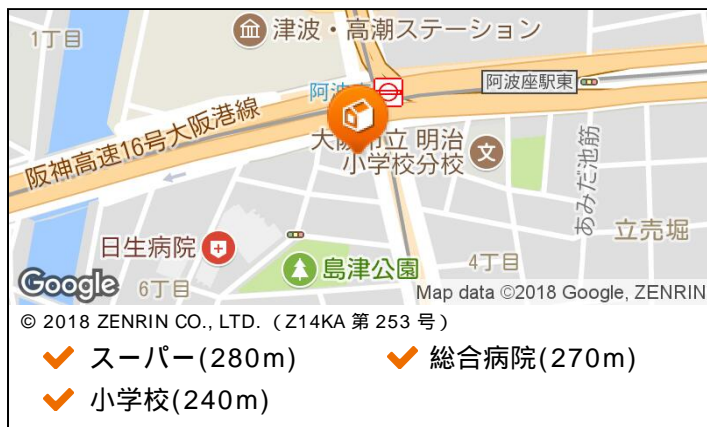 1丁目
津波・高潮ステーション
阿波
阿波座駅東
阪神高速16号大阪港線
大阪市立 明治
小学校分校
文
あみだ池筋
立売堀
日生病院
島津公園
4丁目
6丁目
Google
Map data ©2018 Google, ZENRIN
© 2018 ZENRIN CO., LTD. (Z14KA 第 253 号)
スーパー(280m)
総合病院(270m)
小学校(240m)